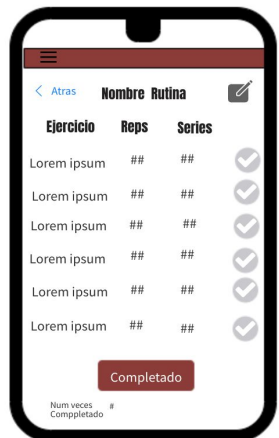 Atras Nombre Rutina
Ejercicio Reps Series
Lorem ipsum ## ##
Lorem ipsum ## ##
Lorem ipsum ## ##
Lorem ipsum ## ##
Lorem ipsum ## ##
Lorem ipsum ## ##
Completado
Num veces #
Comppletado